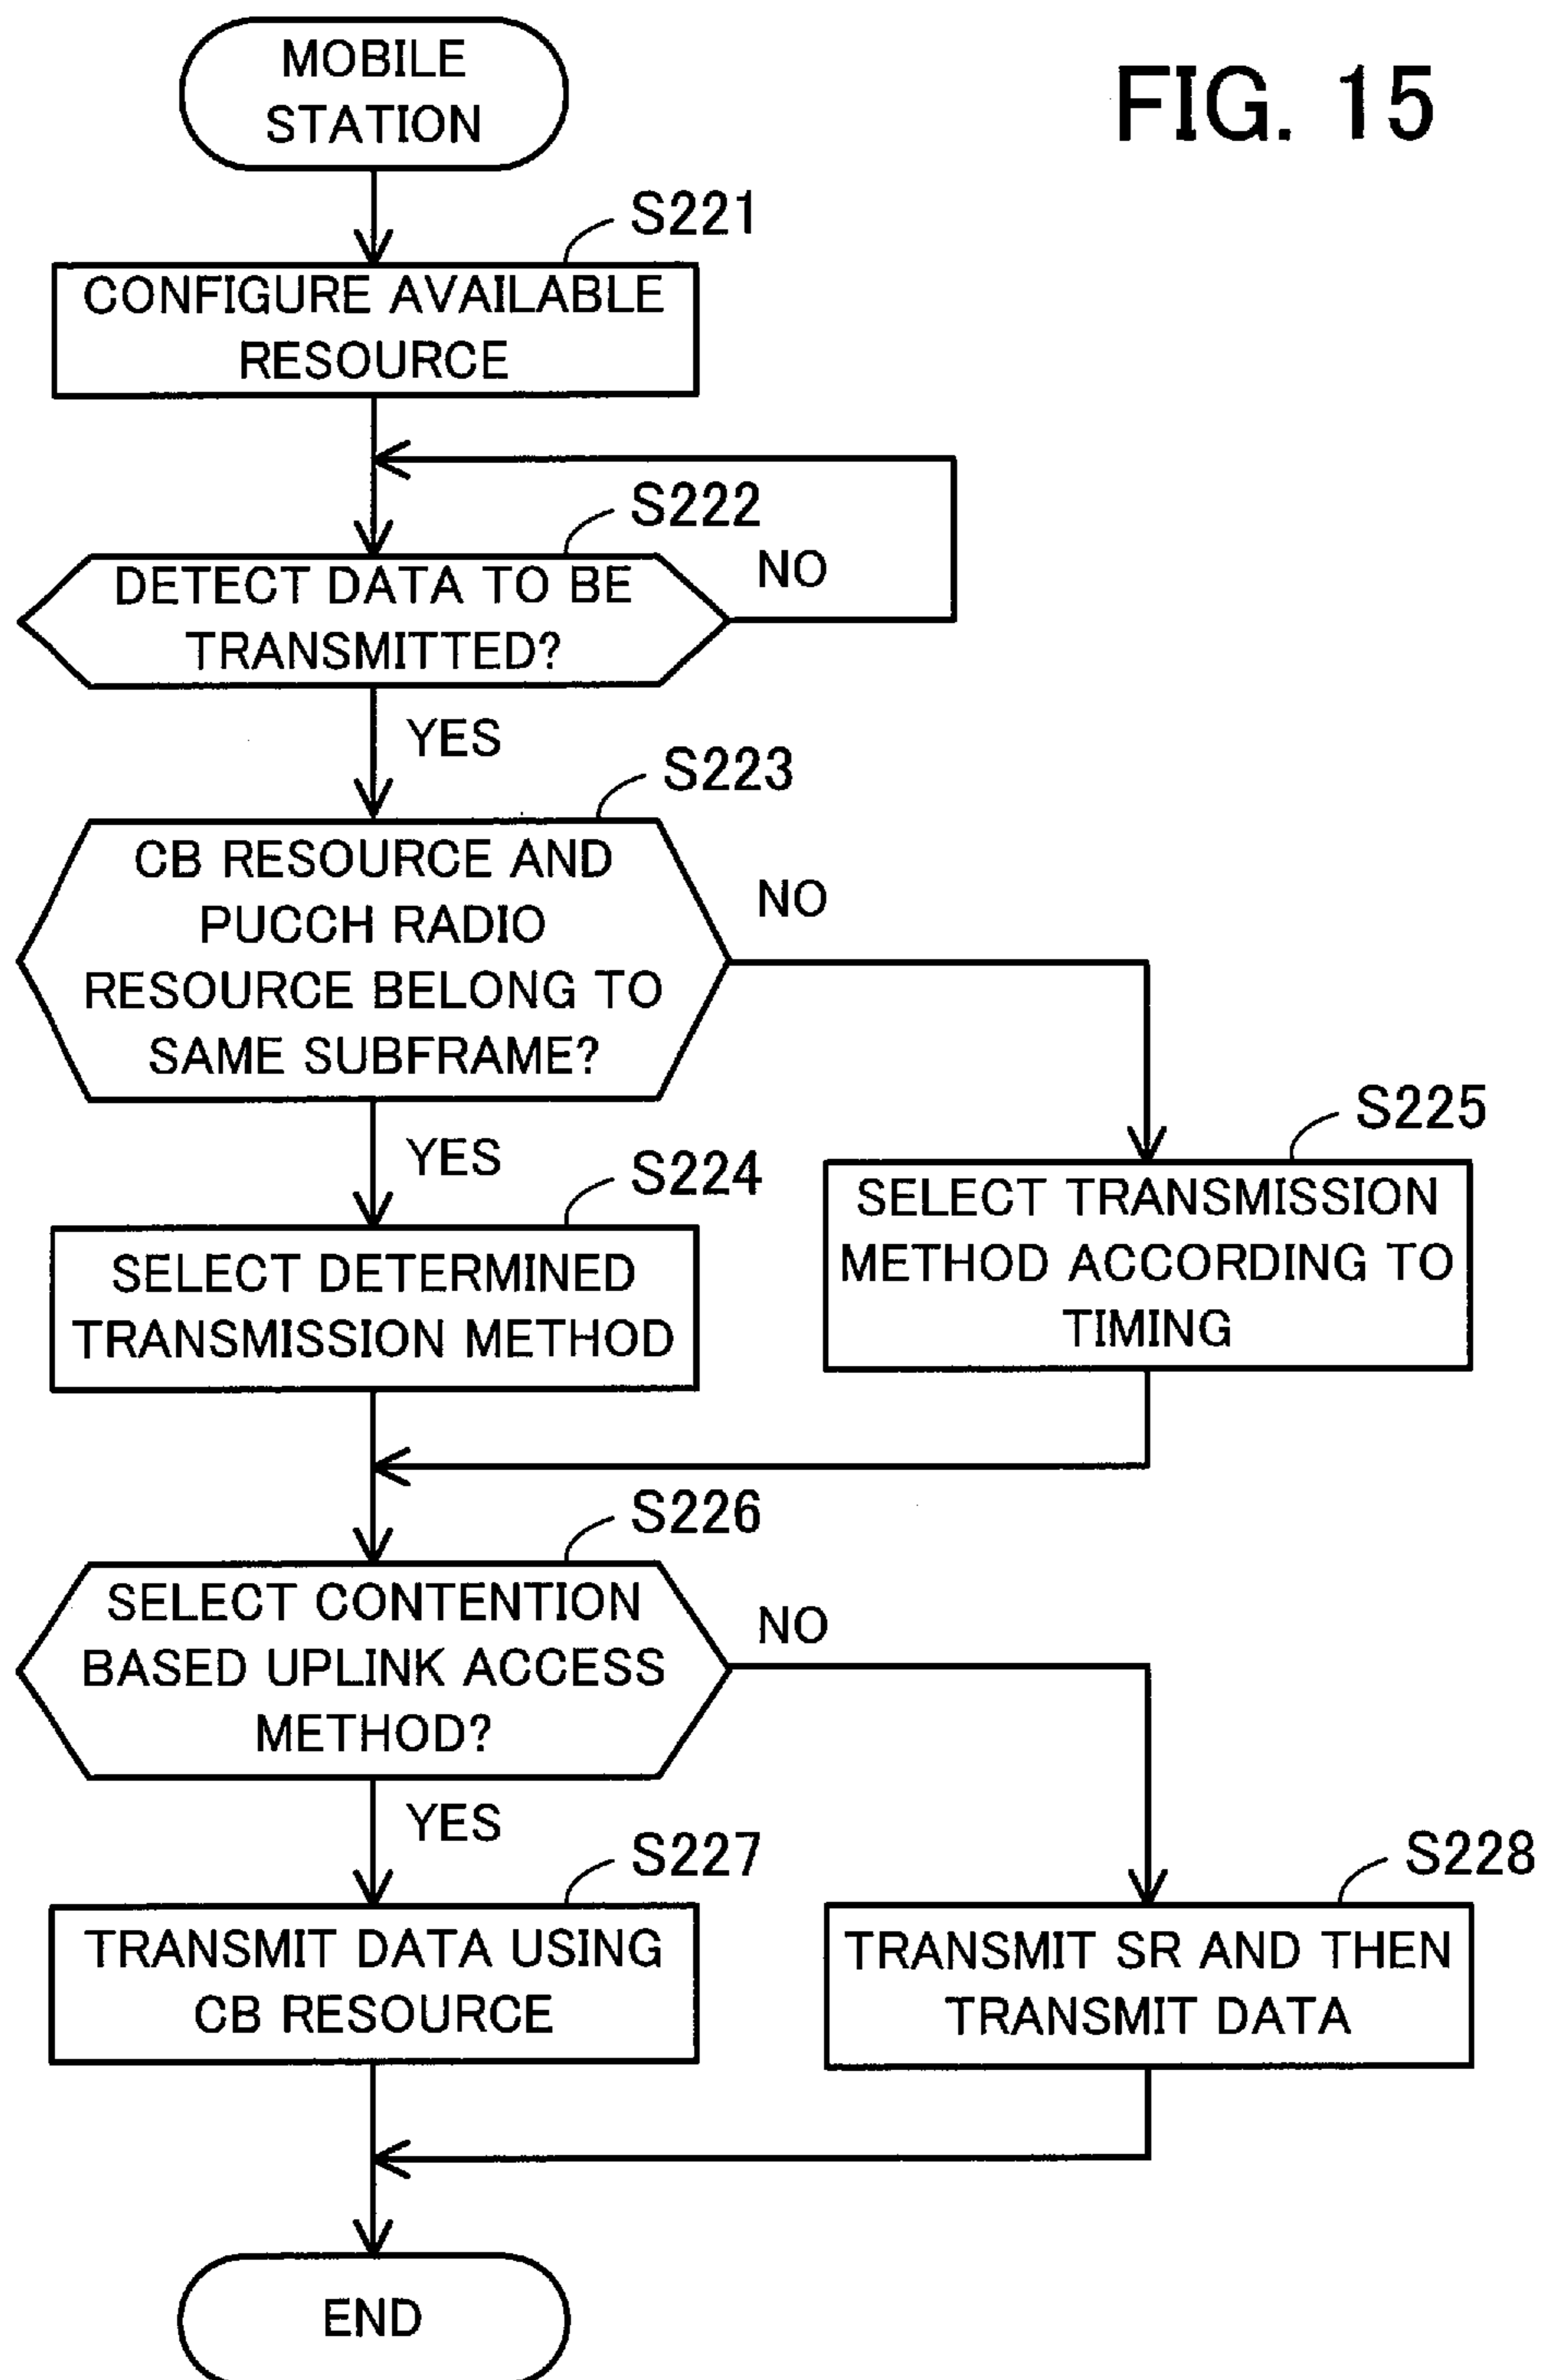 MOBILE
STATION
FIG. 15
S221
CONFIGURE AVAILABLE
RESOURCE
S222
DETECT DATA TO BE
TRANSMITTED?
NO
YES
S223
CB RESOURCE AND
PUCCH RADIO
RESOURCE BELONG TO
SAME SUBFRAME?
NO
YES
S224
SELECT DETERMINED
TRANSMISSION METHOD
S225
SELECT TRANSMISSION
METHOD ACCORDING TO
TIMING
S226
SELECT CONTENTION
BASED UPLINK ACCESS
METHOD?
NO
YES
S227
TRANSMIT DATA USING
CB RESOURCE
S228
TRANSMIT SR AND THEN
TRANSMIT DATA
END